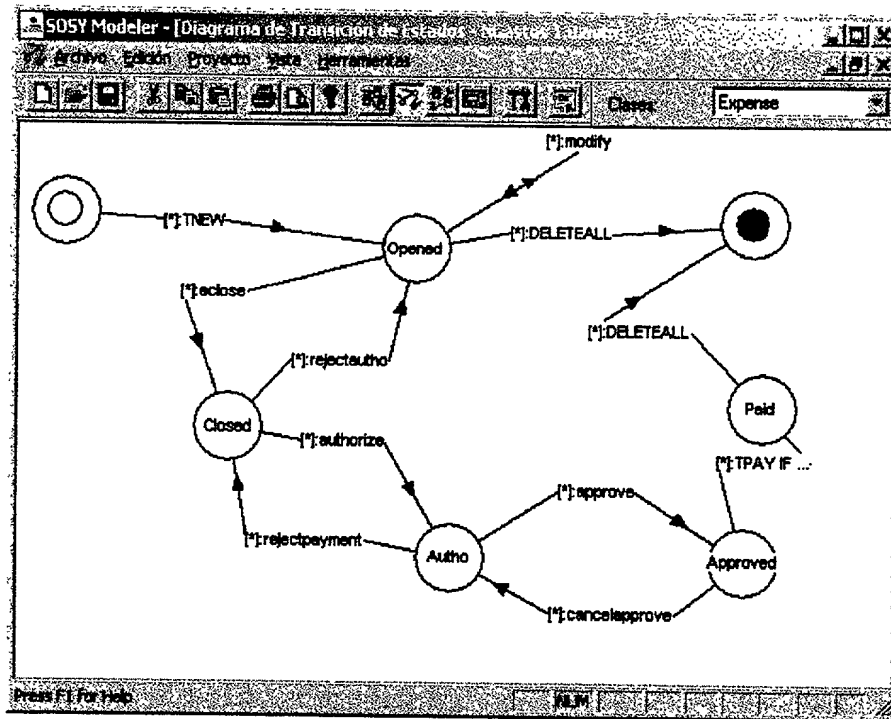 SOSY Modeler - [Diagrama de Transicion de Estados -
Archivo Edición Proyecto Vista Herramientas
Clases: Expense
[*]:modify
[*]:TNEW
Opened
[*]:DELETEALL
[*]:eclose
[*]:DELETEALL
[*]:rejectautho
Closed
Paid
[*]:authorize
[*]:TPAY IF ...
[*]:approve
[*]:rejectpayment
Autho
Approved
[*]:cancelapprove
Press F1 for Help
NUM